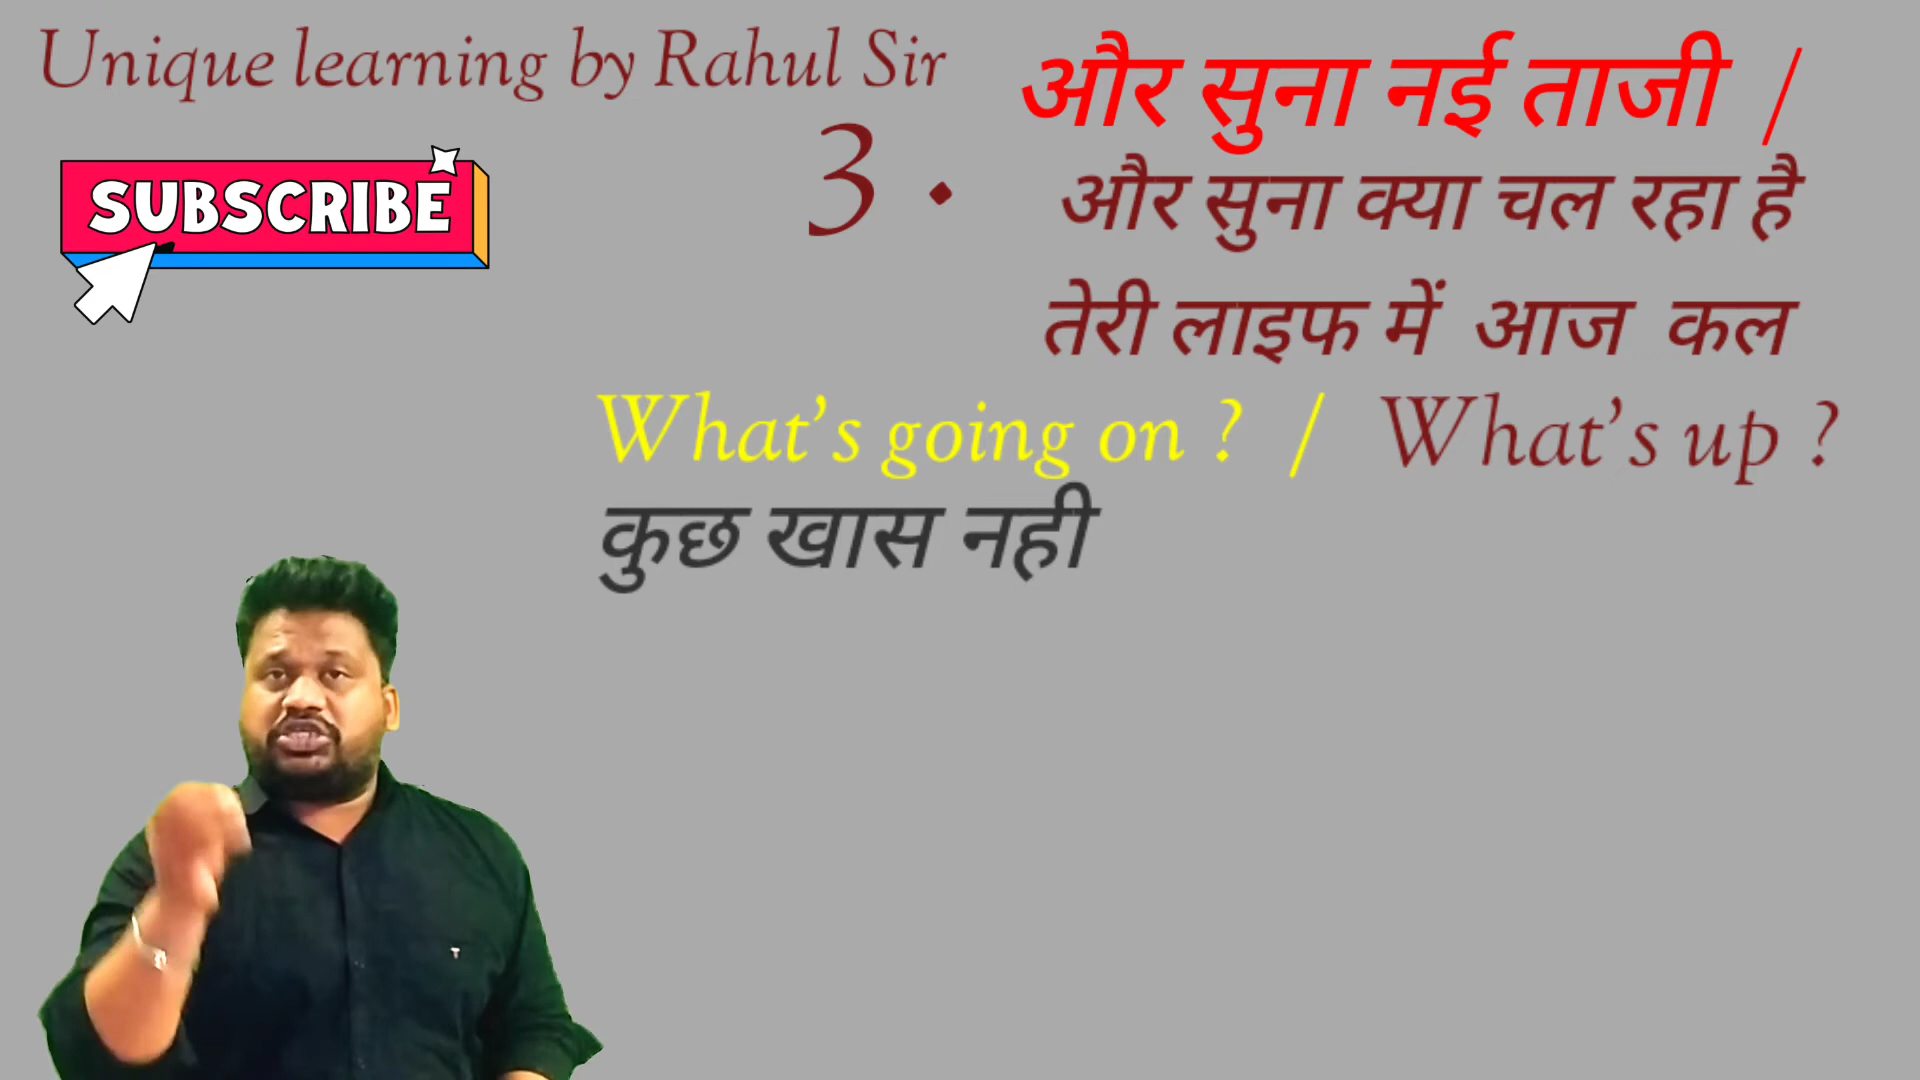 Unique learning by Rahul Sir
SUBSCRIBE
3. और सुना नई ताजी /
और सुना क्या चल रहा है
तेरी लाइफ में आज कल
What's going on ? / What's up ?
कुछ खास नही